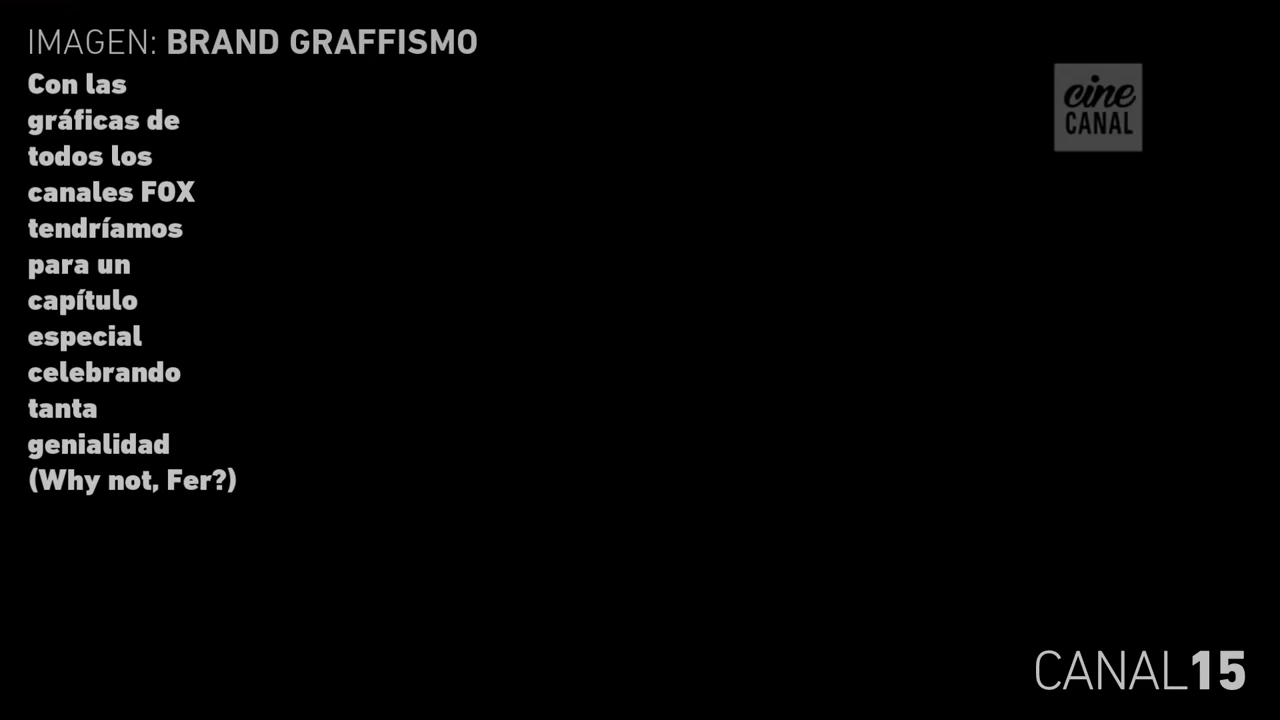 IMAGEN: BRAND GRAFFISMO
Con las
gráficas de
todos los
canales FOX
tendríamos
para un
capítulo
especial
celebrando
tanta
genialidad
(Why not, Fer?)
cine
CANAL
CANAL15